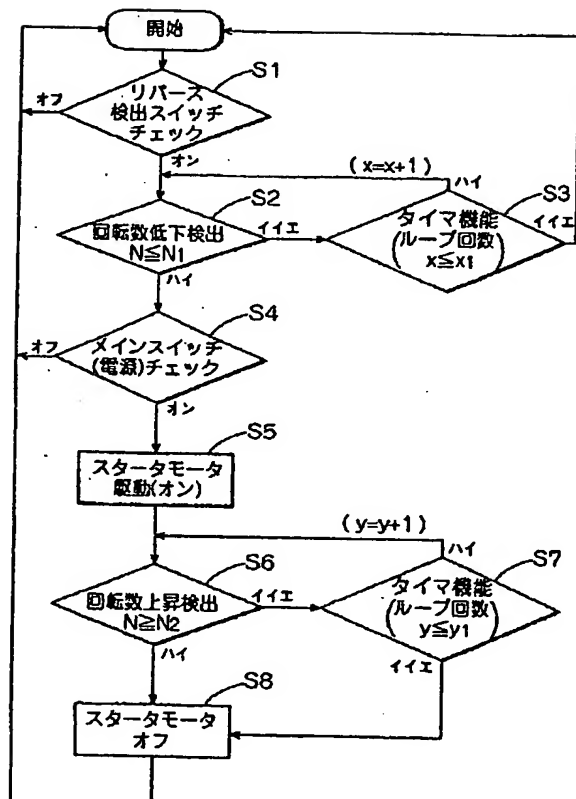 開始
S1
リバース
検出スイッチ
チェック
オフ
オン
(x=x+1)
ハイ
S2
S3
回転数低下検出
N≦N1
イイエ
タイマ機能
(ループ回数)
x≦x1
イイエ
ハイ
S4
オフ
メインスイッチ
(電源)チェック
オン
S5
スタータモータ
駆動(オン)
(y=y+1)
ハイ
S6
S7
回転数上昇検出
N≧N2
イイエ
タイマ機能
(ループ回数)
y≦y1
ハイ
イイエ
S8
スタータモータ
オフ